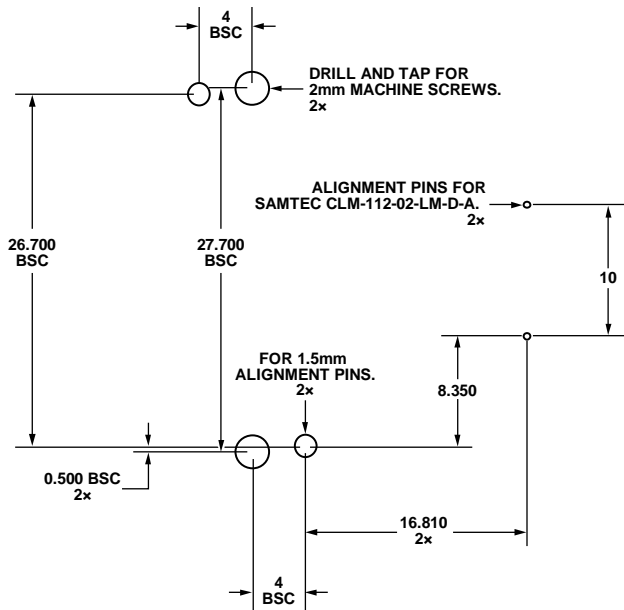 4
BSC
DRILL AND TAP FOR
2mm MACHINE SCREWS.
2×
ALIGNMENT PINS FOR
SAMTEC CLM-112-02-LM-D-A.
2×
26.700
BSC
27.700
BSC
10
FOR 1.5mm
ALIGNMENT PINS.
2×
8.350
0.500 BSC
2×
16.810
2×
4
BSC